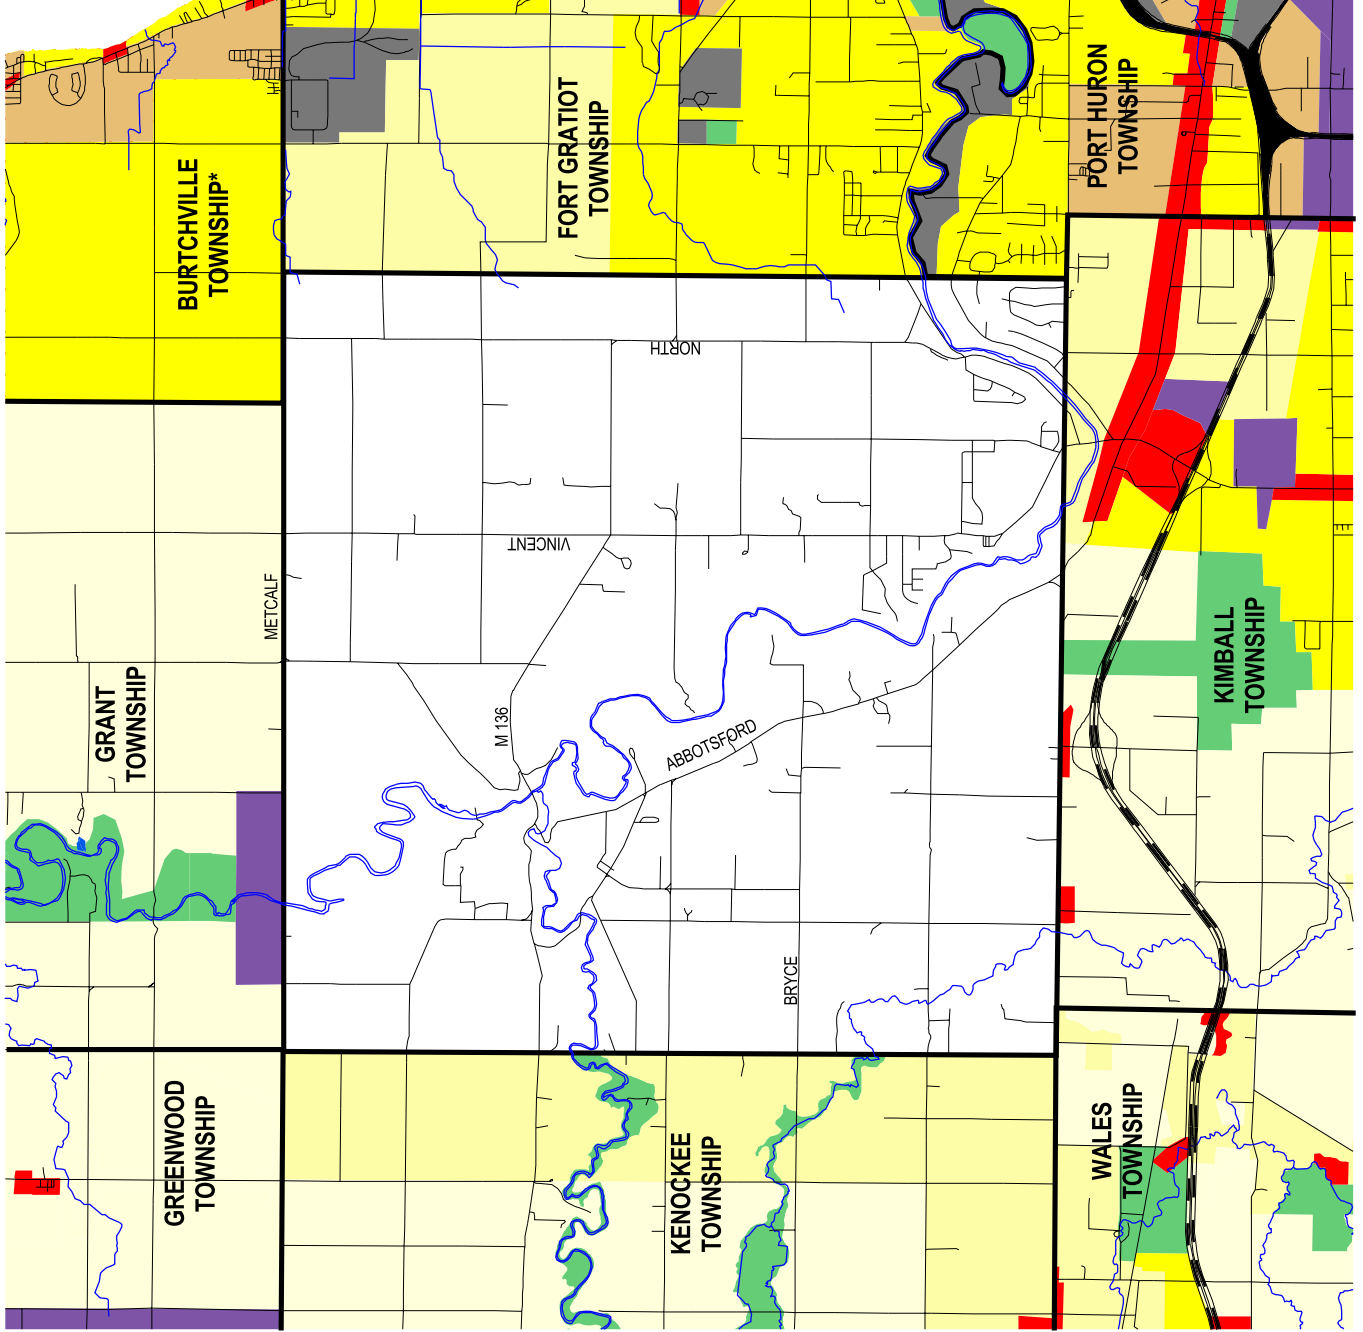 BURTCHVILLE
TOWNSHIP*
FORT GRATIOT
TOWNSHIP
PORT HURON
TOWNSHIP
NORTH
VINCENT
METCALF
GRANT
TOWNSHIP
M 136
ABBOTSFORD
KIMBALL
TOWNSHIP
BRYCE
GREENWOOD
TOWNSHIP
KENOCKEE
TOWNSHIP
WALES
TOWNSHIP